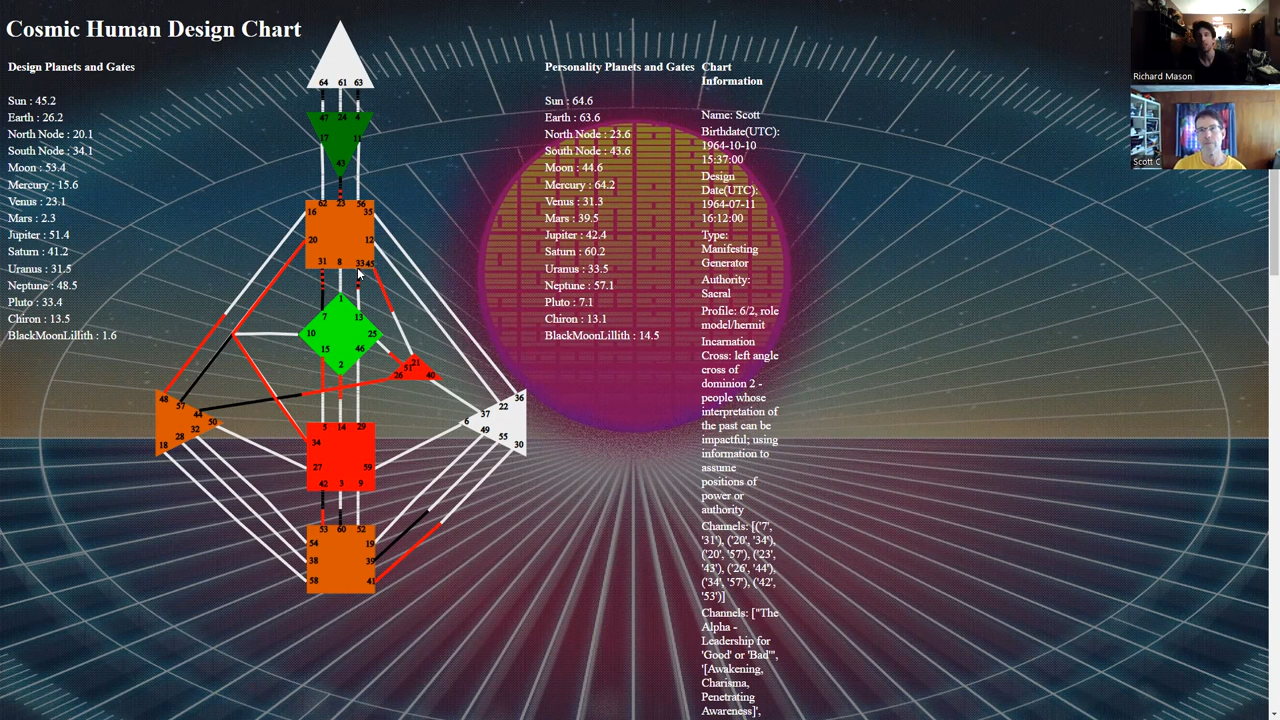 Cosmic Human Design Chart
Design Planets and Gates
Sun : 45.2
Earth : 26.2
North Node : 20.1
South Node : 34.1
Moon : 53.4
Mercury : 15.6
Venus : 23.1
Mars : 2.3
Jupiter : 51.4
Saturn : 41.2
Uranus : 31.5
Neptune : 48.5
Pluto : 33.4
Chiron : 13.5
BlackMoonLillith : 1.6
64 61 63
47 24 4
17 11
43
62 23 56
16 35
20 12
31 8 33 45
1
7 13
10 25
15 46
2
21
51
26 40
48
57
44
50
32
28
18
36
22
37
6
49
55
30
5 14 29
34
27 59
42 3 9
53 60 52
54 19
38 39
58 41
Personality Planets and Gates
Sun : 64.6
Earth : 63.6
North Node : 23.6
South Node : 43.6
Moon : 44.6
Mercury : 64.2
Venus : 31.3
Mars : 39.5
Jupiter : 42.4
Saturn : 60.2
Uranus : 33.5
Neptune : 57.1
Pluto : 7.1
Chiron : 13.1
BlackMoonLillith : 14.5
Chart
Information
Name: Scott
Birthdate(UTC):
1964-10-10
15:37:00
Design
Date(UTC):
1964-07-11
16:12:00
Type:
Manifesting
Generator
Authority:
Sacral
Profile: 6/2, role
model/hermit
Incarnation
Cross: left angle
cross of
dominion 2 -
people whose
interpretation of
the past can be
impactful; using
information to
assume
positions of
power or
authority
Channels: [('7',
'31'), ('20', '34'),
('20', '57'), ('23',
'43'), ('26', '44'),
('34', '57'), ('42',
'53')]
Channels: ["The
Alpha -
Leadership for
'Good' or 'Bad'",
'[Awakening,
Charisma,
Penetrating
Awareness]',
Richard Mason
Scott C